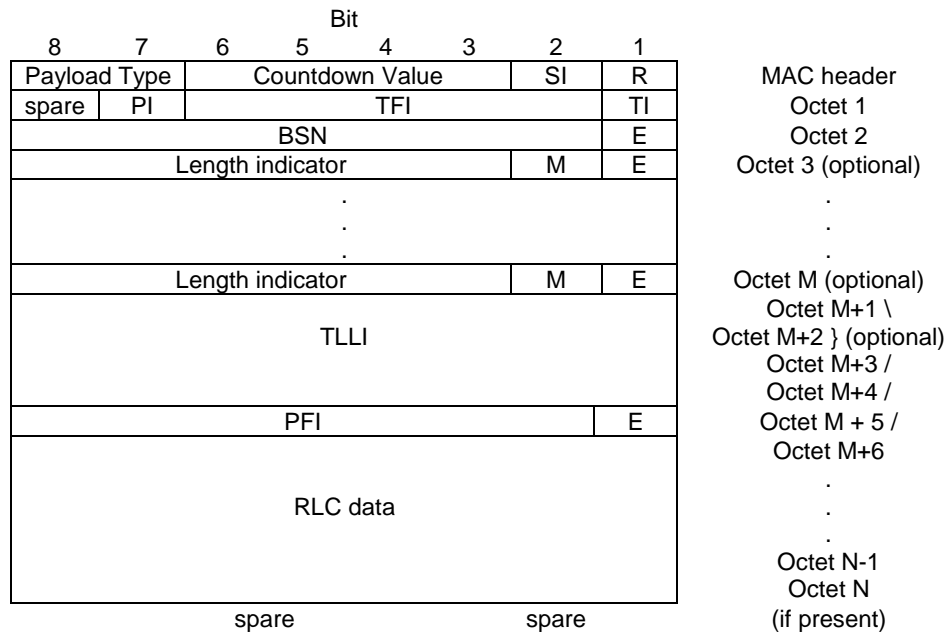 Bit
8 7 6 5 4 3 2 1
Payload Type Countdown Value SI R MAC header
spare PI TFI TI Octet 1
BSN E Octet 2
Length indicator M E Octet 3 (optional)
. .
. .
. .
Length indicator M E Octet M (optional)
Octet M+1 \
TLLI Octet M+2 } (optional)
Octet M+3 /
Octet M+4 /
PFI E Octet M + 5 /
Octet M+6
.
RLC data .
.
Octet N-1
Octet N
spare spare (if present)